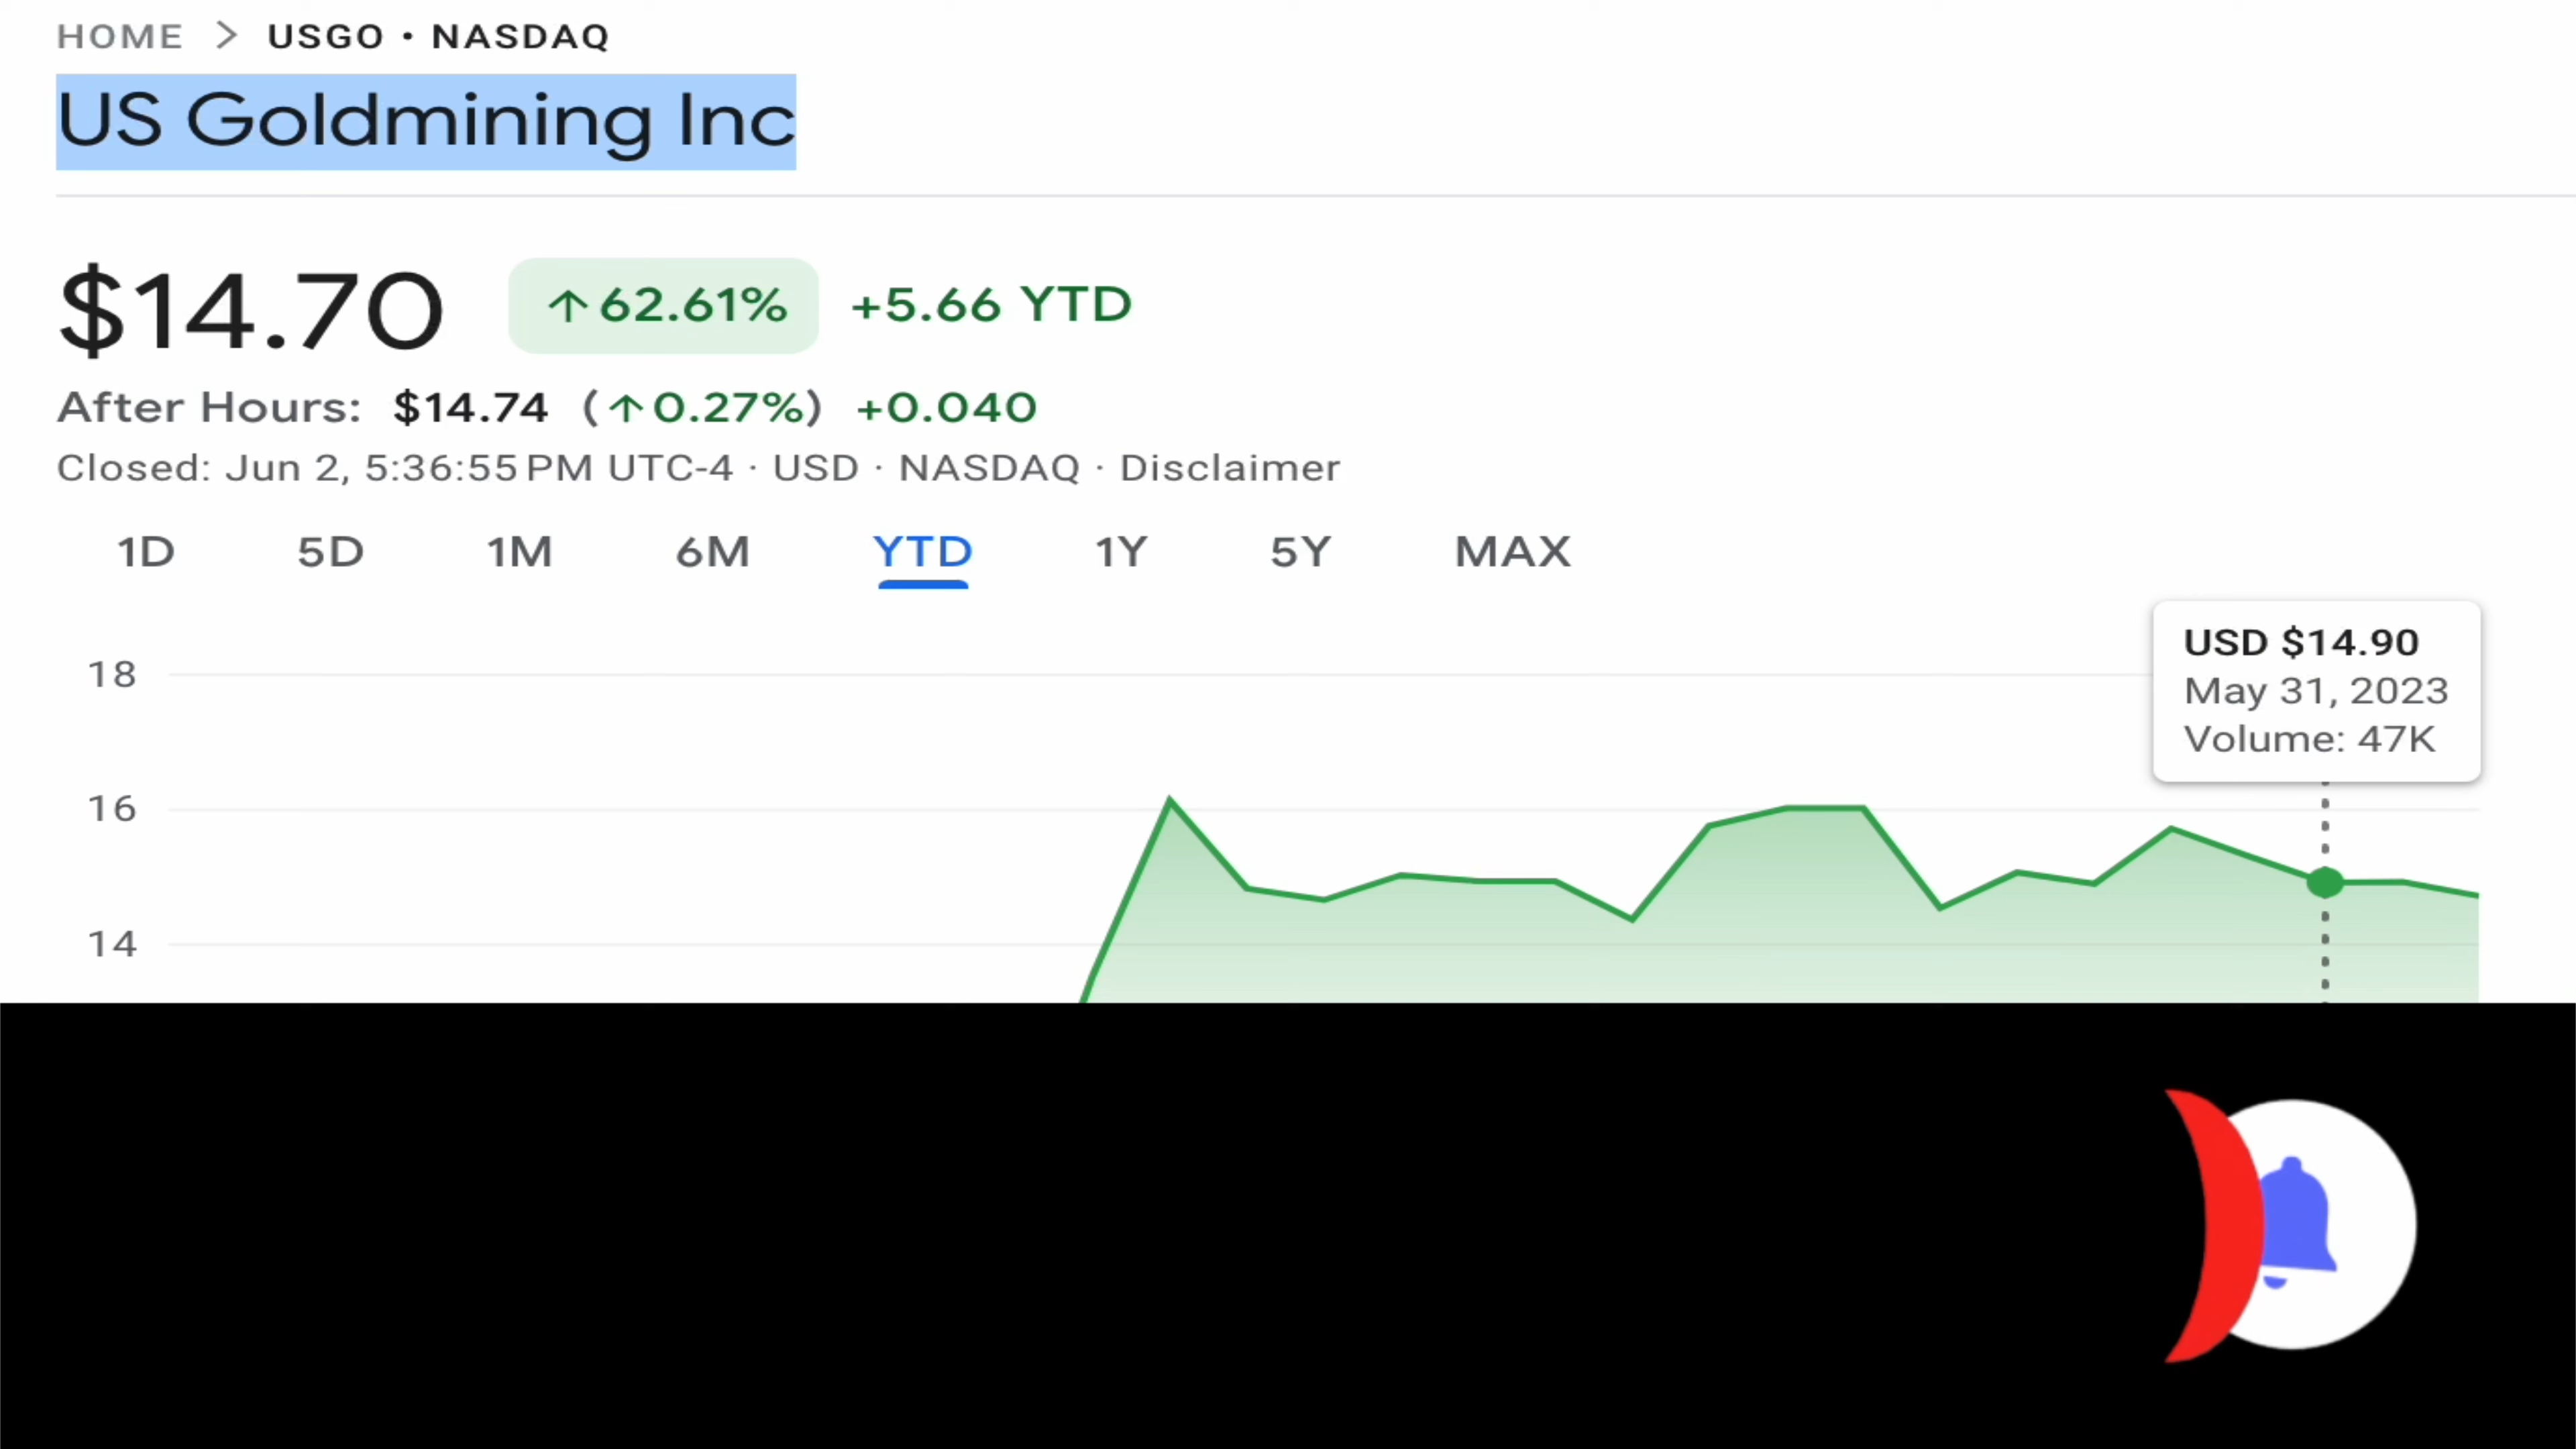 HOME > USGO • NASDAQ
US Goldmining Inc
$14.70 ↑62.61% +5.66 YTD
After Hours: $14.74 (↑0.27%) +0.040
Closed: Jun 2, 5:36:55 PM UTC-4 · USD · NASDAQ · Disclaimer
1D 5D 1M 6M YTD 1Y 5Y MAX
USD $14.90
May 31, 2023
Volume: 47K
18
16
14